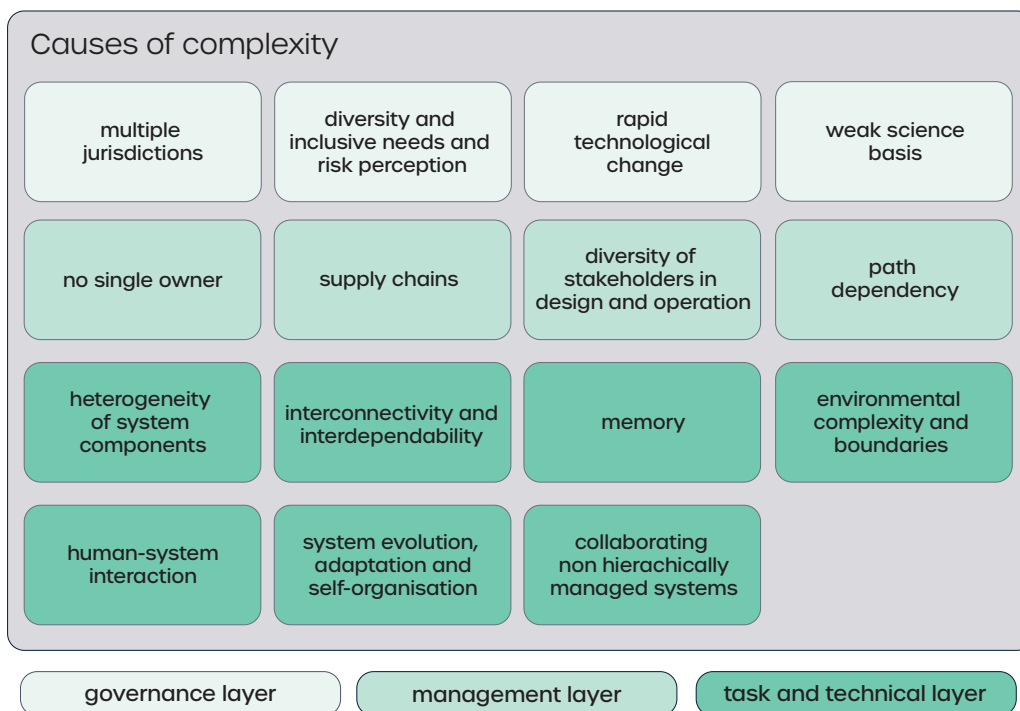 Causes of complexity
multiple
jurisdictions
diversity and
inclusive needs and
risk perception
rapid
technological
change
weak science
basis
no single owner
supply chains
diversity of
stakeholders in
design and operation
path
dependency
heterogeneity
of system
components
interconnectivity and
interdependability
memory
environmental
complexity and
boundaries
human-system
interaction
system evolution,
adaptation and
self-organisation
collaborating
non hierachically
managed systems
governance layer
management layer
task and technical layer